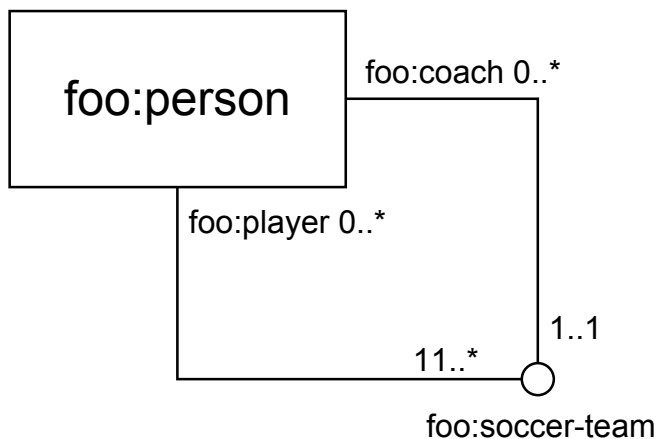 foo:coach 0..*
foo:person
foo:player 0..*
1..1
11..*
foo:soccer-team